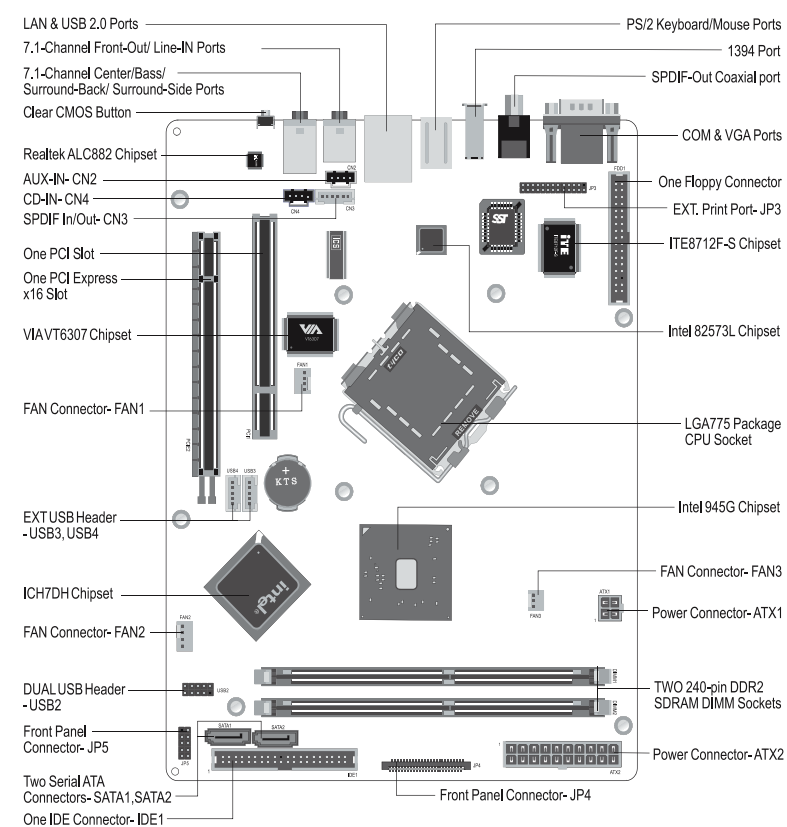 LAN & USB 2.0 Ports
7.1-Channel Front-Out/ Line-IN Ports
7.1-Channel Center/Bass/
Surround-Back/ Surround-Side Ports
Clear CMOS Button
Realtek ALC882 Chipset
AUX-IN- CN2
CD-IN- CN4
SPDIF In/Out- CN3
One PCI Slot
One PCI Express
x16 Slot
VIA VT6307 Chipset
FAN Connector- FAN1
EXT USB Header
- USB3, USB4
ICH7DH Chipset
FAN Connector- FAN2
DUAL USB Header
- USB2
Front Panel
Connector- JP5
Two Serial ATA
Connectors- SATA1,SATA2
One IDE Connector- IDE1
PS/2 Keyboard/Mouse Ports
1394 Port
SPDIF-Out Coaxial port
COM & VGA Ports
One Floppy Connector
EXT. Print Port- JP3
ITE8712F-S Chipset
Intel 82573L Chipset
LGA775 Package
CPU Socket
Intel 945G Chipset
FAN Connector- FAN3
Power Connector- ATX1
TWO 240-pin DDR2
SDRAM DIMM Sockets
Power Connector- ATX2
Front Panel Connector- JP4
CN2
CN4
CN3
JP3
FDD1
SST
iTE
ICS
VIA
FAN1
tyco
REMOVE
PCI1
USB4
USB3
+
KTS
intel
FAN2
FAN3
ATX1
1
USB2
SATA1
SATA2
JP5
1
IDE1
JP4
1
ATX2